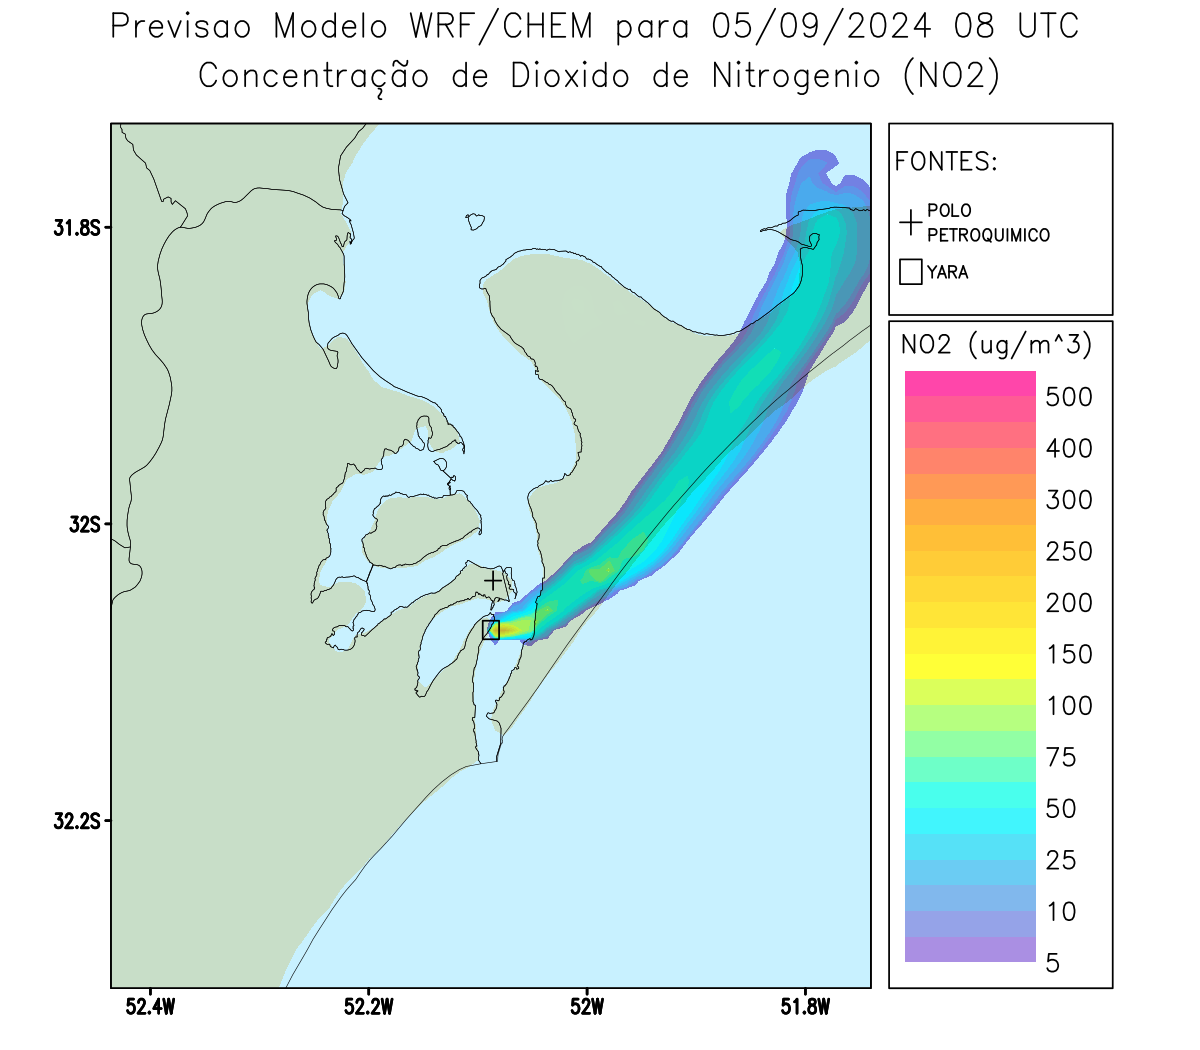 Previsao Modelo WRF/CHEM para 05/09/2024 08 UTC
Concentração de Dioxido de Nitrogenio (NO2)
FONTES:
POLO
PETROQUIMICO
YARA
31.8S
32S
32.2S
52.4W
52.2W
52W
51.8W
NO2 (ug/m^3)
500
400
300
250
200
150
100
75
50
25
10
5